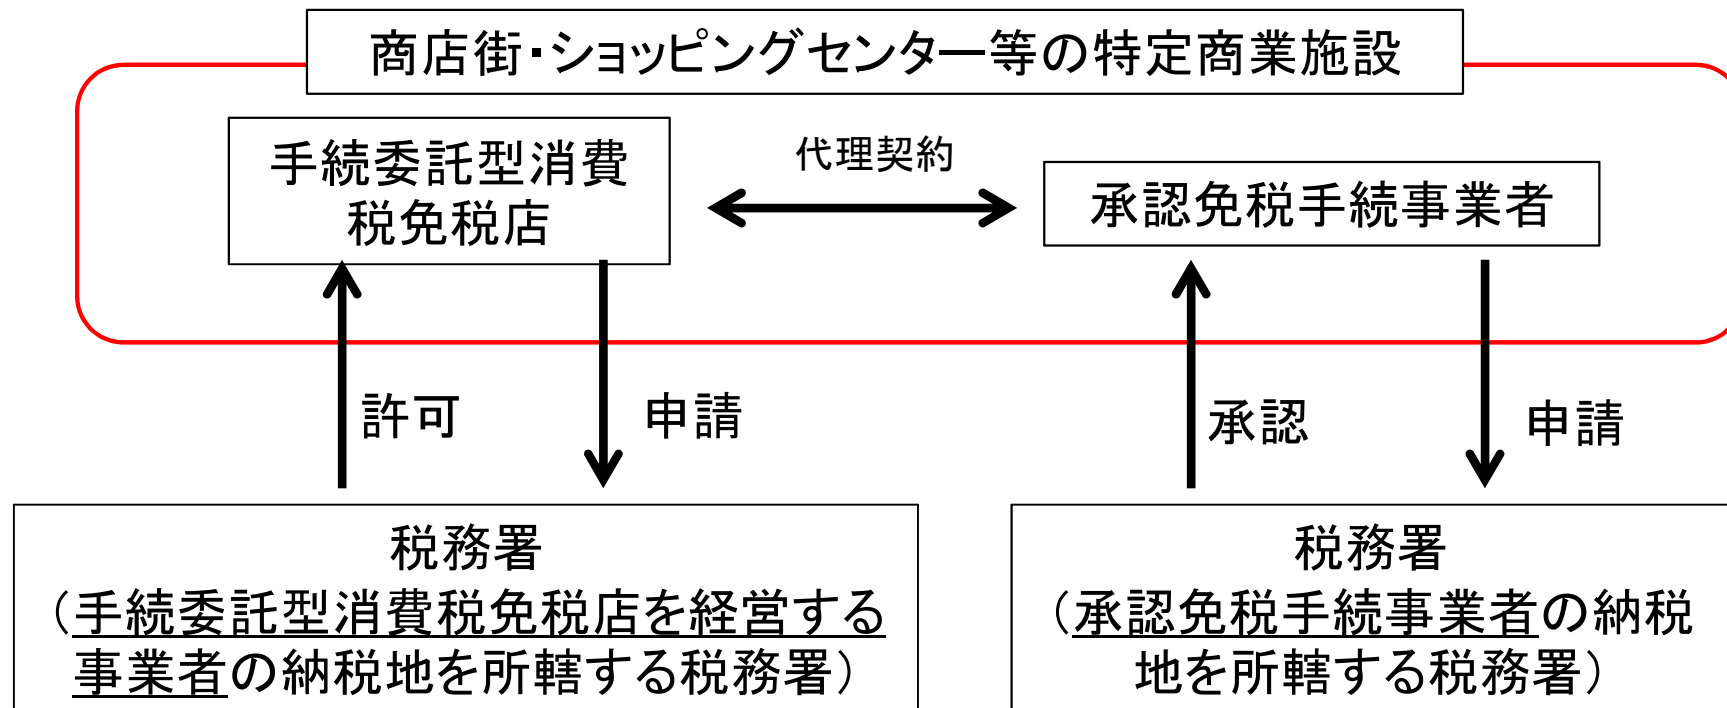 商店街・ショッピングセンター等の特定商業施設
手続委託型消費
税免税店
代理契約
承認免税手続事業者
許可
申請
承認
申請
税務署
（手続委託型消費税免税店を経営する
事業者の納税地を所轄する税務署）
税務署
（承認免税手続事業者の納税
地を所轄する税務署）